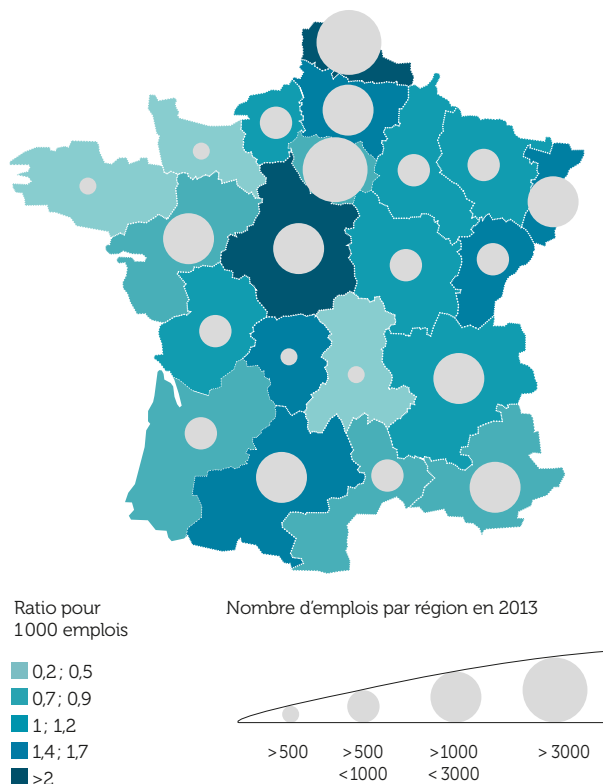 Ratio pour
1000 emplois
0,2 ; 0,5
0,7 ; 0,9
1 ; 1,2
1,4 ; 1,7
>2
Nombre d'emplois par région en 2013
>500
>500
<1000
>1000
<3000
>3000